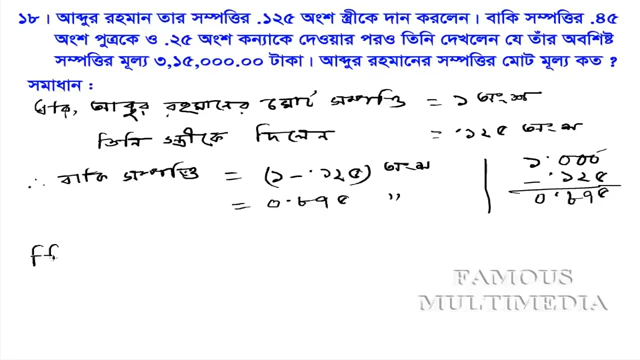 ১৮। আব্দুর রহমান তার সম্পত্তির .১২৫ অংশ স্ত্রীকে দান করলেন। বাকি সম্পত্তির .৪৫
অংশ পুত্রকে ও .২৫ অংশ কন্যাকে দেওয়ার পরও তিনি দেখলেন যে তাঁর অবশিষ্ট
সম্পত্তির মূল্য ৩,১৫,০০০.০০ টাকা। আব্দুর রহমানের সম্পত্তির মোট মূল্য কত ?
সমাধান :
ধরি, আব্দুর রহমানের মোট সম্পত্তি = ১ অংশ
তিনি স্ত্রীকে দিলেন = .১২৫ অংশ
∴ বাকি সম্পত্তি = (১ - .১২৫) অংশ
= ০.৮৭৫ "
১.০০০
- .১২৫
০.৮৭৫
FAMOUS
MULTIMEDIA